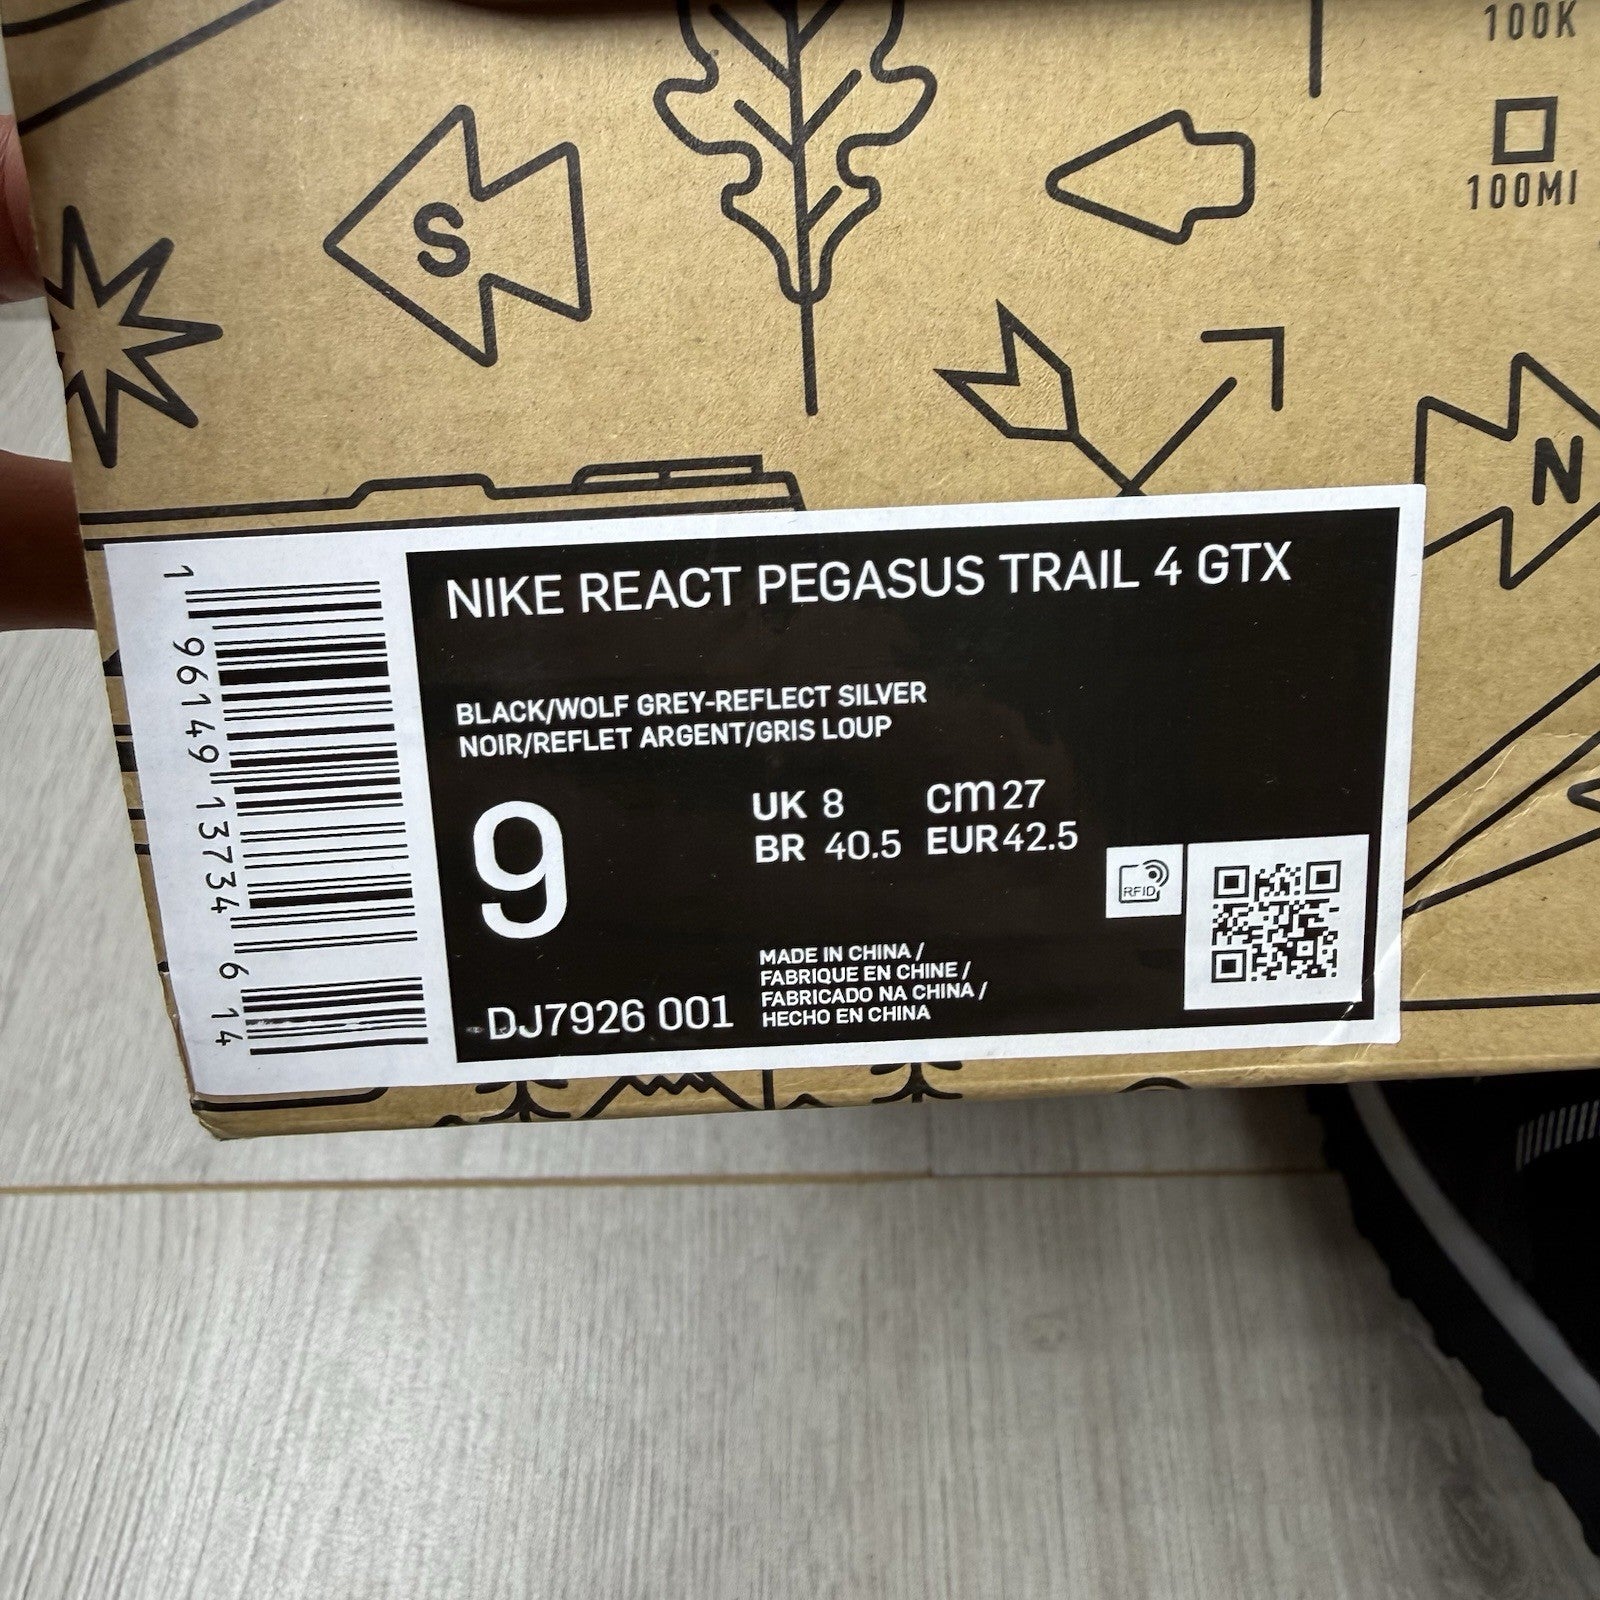 100K
100MI
S
N
NIKE REACT PEGASUS TRAIL 4 GTX
BLACK/WOLF GREY-REFLECT SILVER
NOIR/REFLET ARGENT/GRIS LOUP
9
UK 8 cm 27
BR 40.5 EUR 42.5
RFID
MADE IN CHINA /
FABRIQUE EN CHINE /
FABRICADO NA CHINA /
HECHO EN CHINA
DJ7926 001
1 96149 13734 6 14